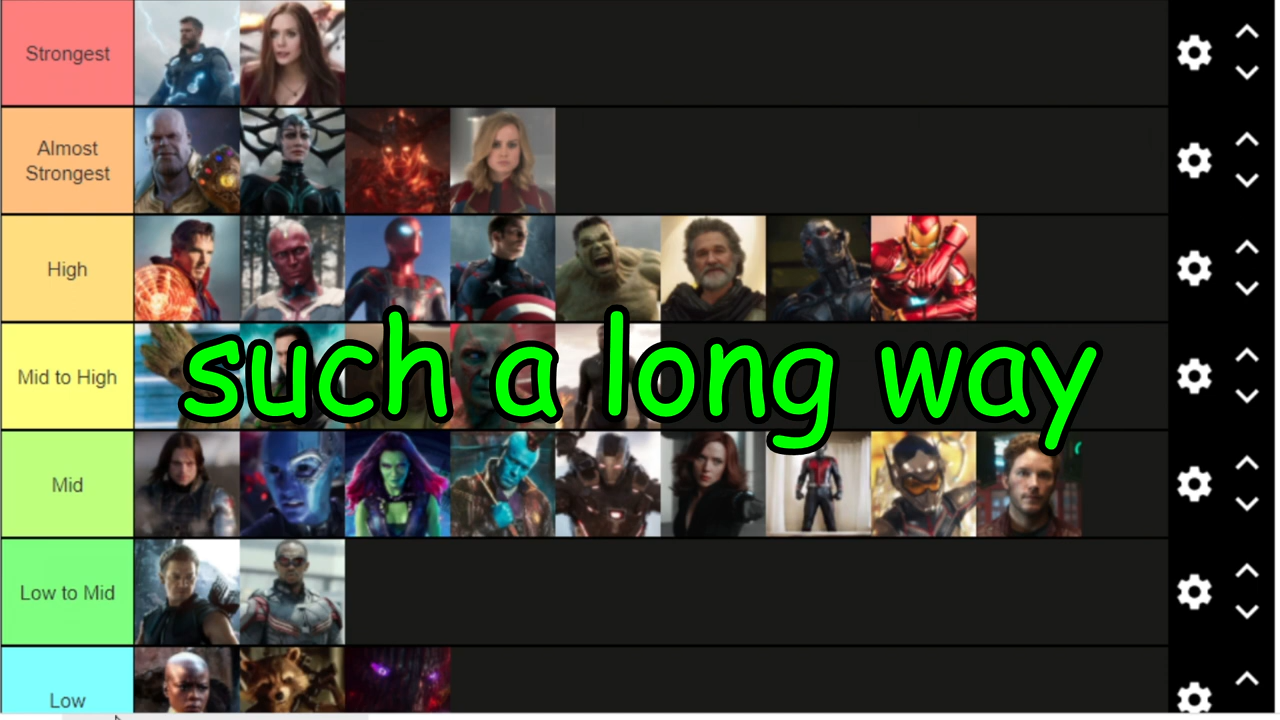 Strongest
Almost
Strongest
High
Mid to High
such a long way
Mid
Low to Mid
Low